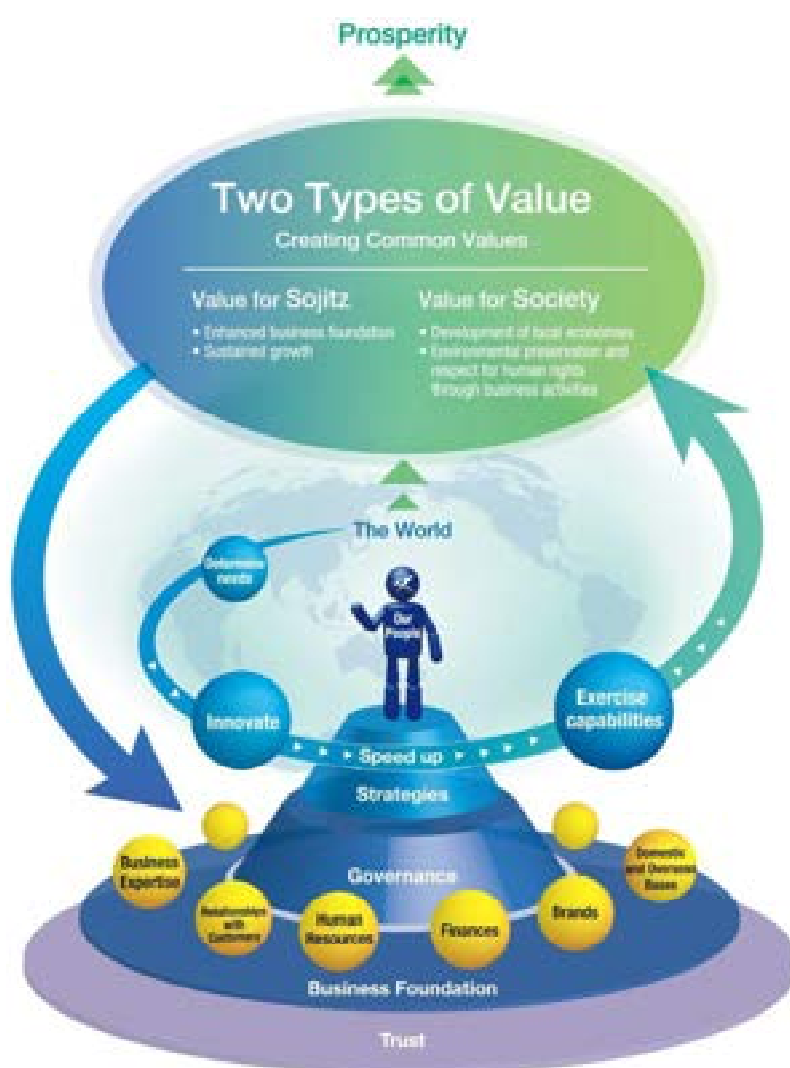 Prosperity
Two Types of Value
Creating Common Values
Value for Sojitz
• Enhanced business foundation
• Sustained growth
Value for Society
• Development of local economies
• Environmental preservation and
respect for human rights
through business activities
The World
Determine
needs
Our
People
Innovate
Exercise
capabilities
Speed up
Strategies
Governance
Business
Expertise
Relationships
with
Customers
Human
Resources
Finances
Brands
Domestic
and Overseas
Bases
Business Foundation
Trust